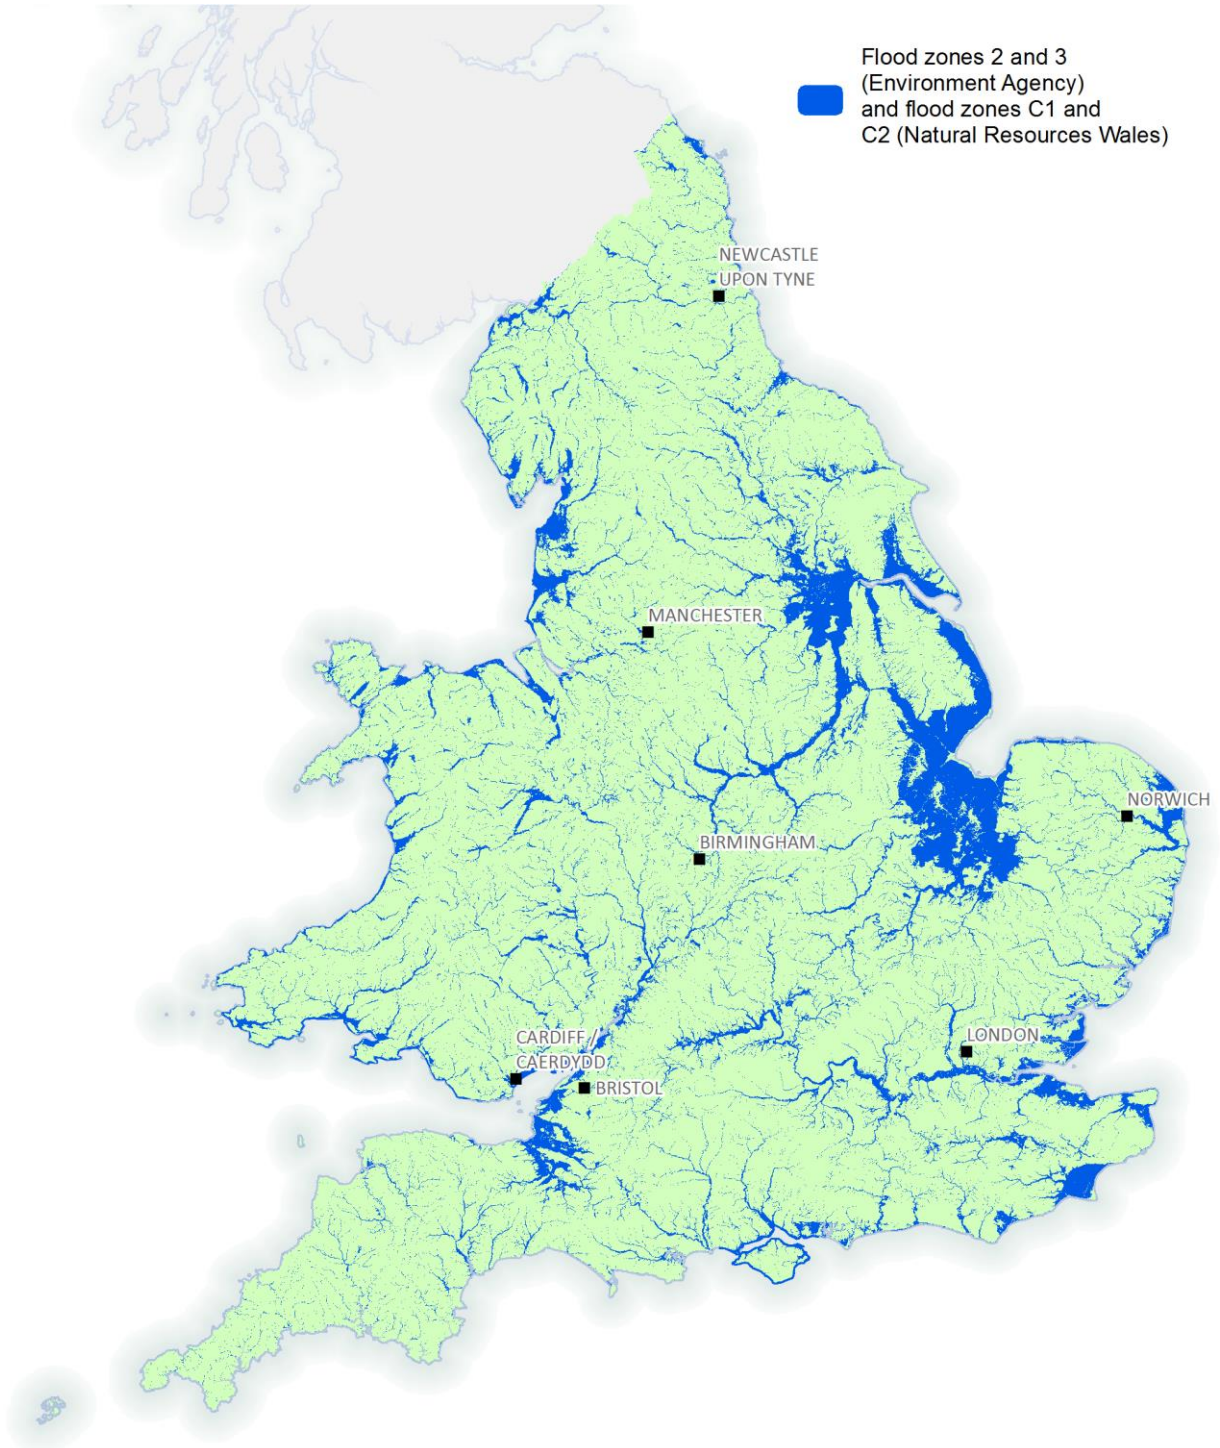 Flood zones 2 and 3
(Environment Agency)
and flood zones C1 and
C2 (Natural Resources Wales)
NEWCASTLE
UPON TYNE
MANCHESTER
NORWICH
BIRMINGHAM
LONDON
CARDIFF /
CAERDYDD
BRISTOL